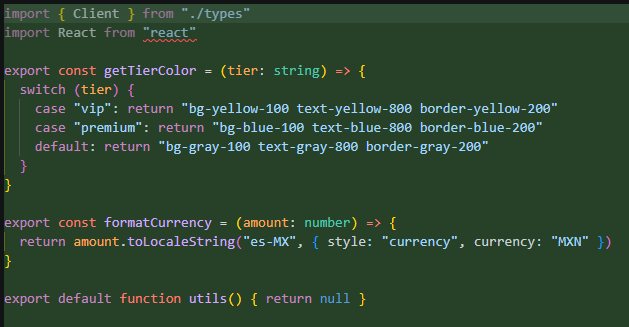 import { Client } from "./types"
import React from "react"
export const getTierColor = (tier: string) => {
switch (tier) {
case "vip": return "bg-yellow-100 text-yellow-800 border-yellow-200"
case "premium": return "bg-blue-100 text-blue-800 border-blue-200"
default: return "bg-gray-100 text-gray-800 border-gray-200"
}
}
export const formatCurrency = (amount: number) => {
return amount.toLocaleString("es-MX", { style: "currency", currency: "MXN" })
}
export default function utils() { return null }